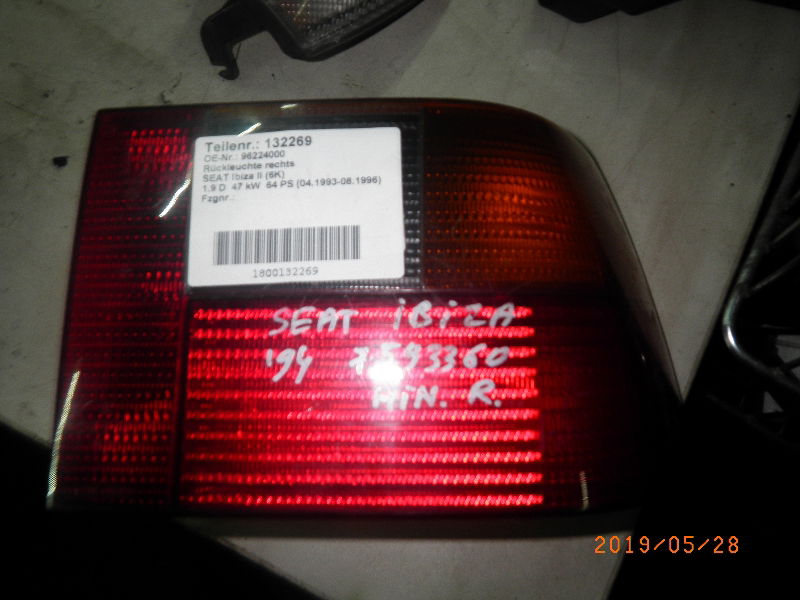 Teilenr.: 132269
OE-Nr.: 96224000
Rückleuchte rechts
SEAT Ibiza II (6K)
1.9 D 47 kW 64 PS (04.1993-08.1996)
Fzgnr.:
1800132269
SEAT IBIZA
'94 7593360
HIN. R.
2019/05/28